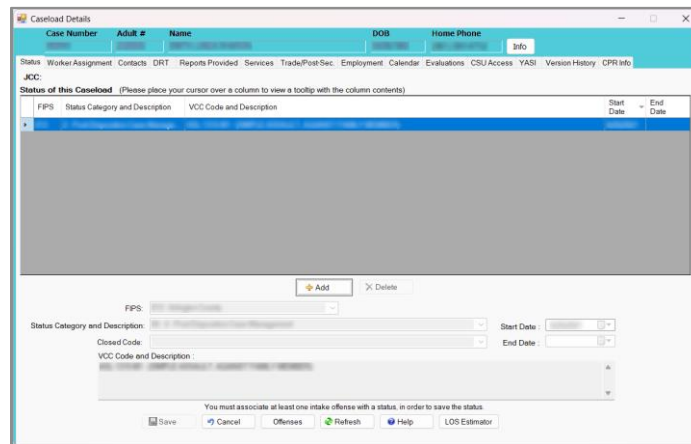 Caseload Details
Case Number Adult # Name DOB Home Phone
Info
Status Worker Assignment Contacts DRT Reports Provided Services Trade/Post-Sec. Employment Calendar Evaluations CSU Access YASI Version History CPR Info
JCC:
Status of this Caseload (Please place your cursor over a column to view a tooltip with the column contents)
FIPS Status Category and Description VCC Code and Description Start Date End Date
Add Delete
FIPS:
Status Category and Description: Start Date :
Closed Code: End Date :
VCC Code and Description :
You must associate at least one intake offense with a status, in order to save the status.
Save Cancel Offenses Refresh Help LOS Estimator